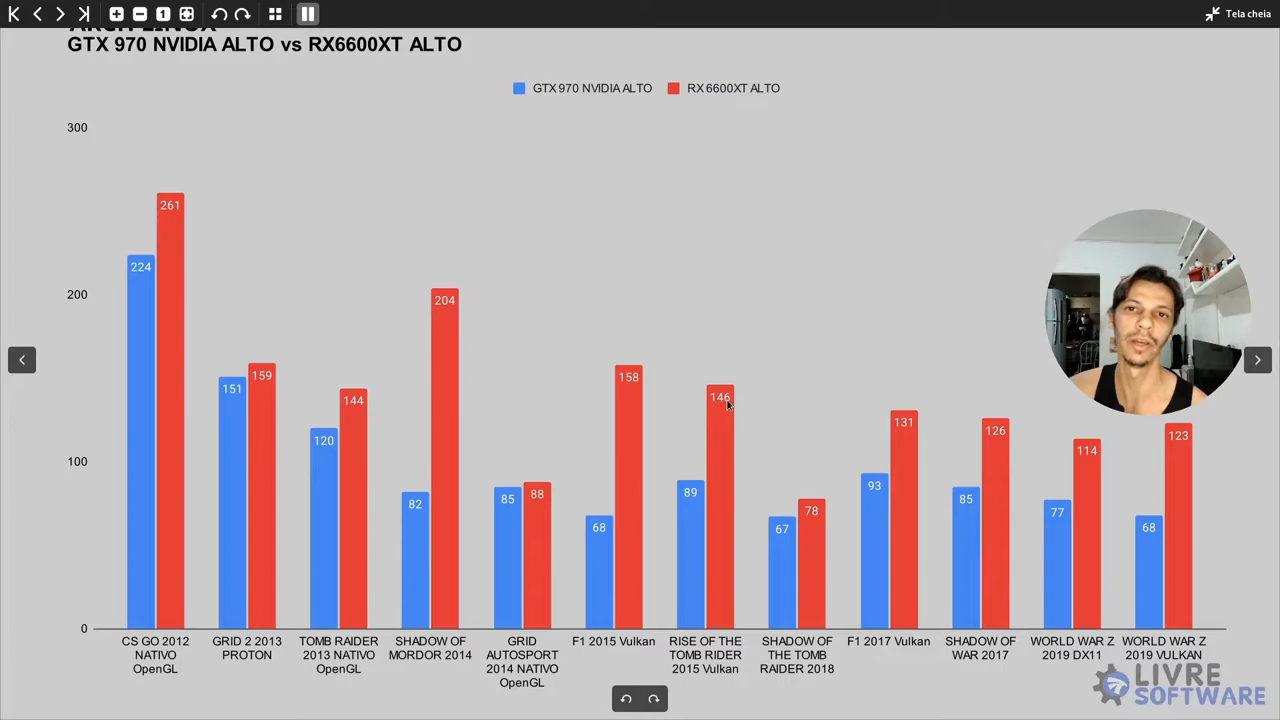 Tela cheia
ARCH LINUX
GTX 970 NVIDIA ALTO vs RX6600XT ALTO
GTX 970 NVIDIA ALTO
RX 6600XT ALTO
300
200
100
0
224
261
151
159
120
144
82
204
85
88
68
158
89
146
67
78
93
131
85
126
77
114
68
123
CS GO 2012
NATIVO
OpenGL
GRID 2 2013
PROTON
TOMB RAIDER
2013 NATIVO
OpenGL
SHADOW OF
MORDOR 2014
GRID
AUTOSPORT
2014 NATIVO
OpenGL
F1 2015 Vulkan
RISE OF THE
TOMB RIDER
2015 Vulkan
SHADOW OF
THE TOMB
RAIDER 2018
F1 2017 Vulkan
SHADOW OF
WAR 2017
WORLD WAR Z
2019 DX11
WORLD WAR Z
2019 VULKAN
LIVRE
SOFTWARE